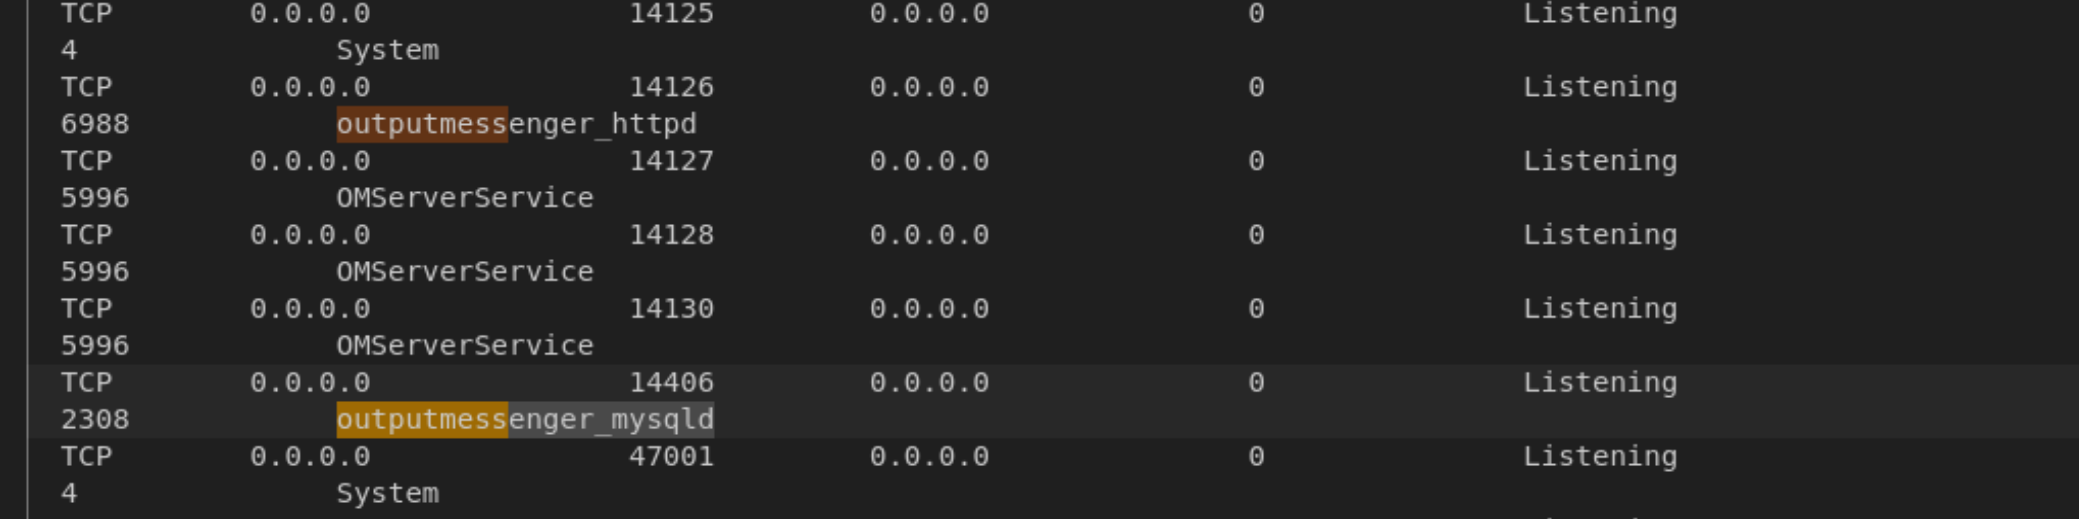 TCP 0.0.0.0 14125 0.0.0.0 0 Listening
4 System
TCP 0.0.0.0 14126 0.0.0.0 0 Listening
6988 outputmessenger_httpd
TCP 0.0.0.0 14127 0.0.0.0 0 Listening
5996 OMServerService
TCP 0.0.0.0 14128 0.0.0.0 0 Listening
5996 OMServerService
TCP 0.0.0.0 14130 0.0.0.0 0 Listening
5996 OMServerService
TCP 0.0.0.0 14406 0.0.0.0 0 Listening
2308 outputmessenger_mysqld
TCP 0.0.0.0 47001 0.0.0.0 0 Listening
4 System